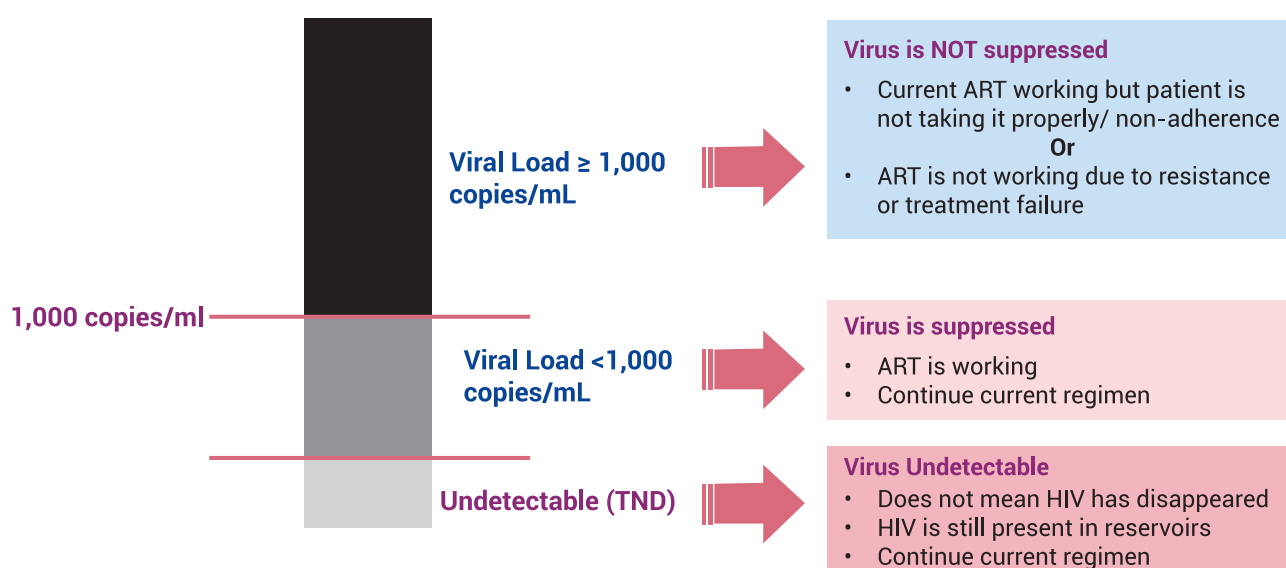 Virus is NOT suppressed
• Current ART working but patient is
not taking it properly/ non-adherence
Or
• ART is not working due to resistance
or treatment failure
Viral Load ≥ 1,000
copies/mL
1,000 copies/ml
Virus is suppressed
• ART is working
• Continue current regimen
Viral Load <1,000
copies/mL
Virus Undetectable
• Does not mean HIV has disappeared
• HIV is still present in reservoirs
• Continue current regimen
Undetectable (TND)